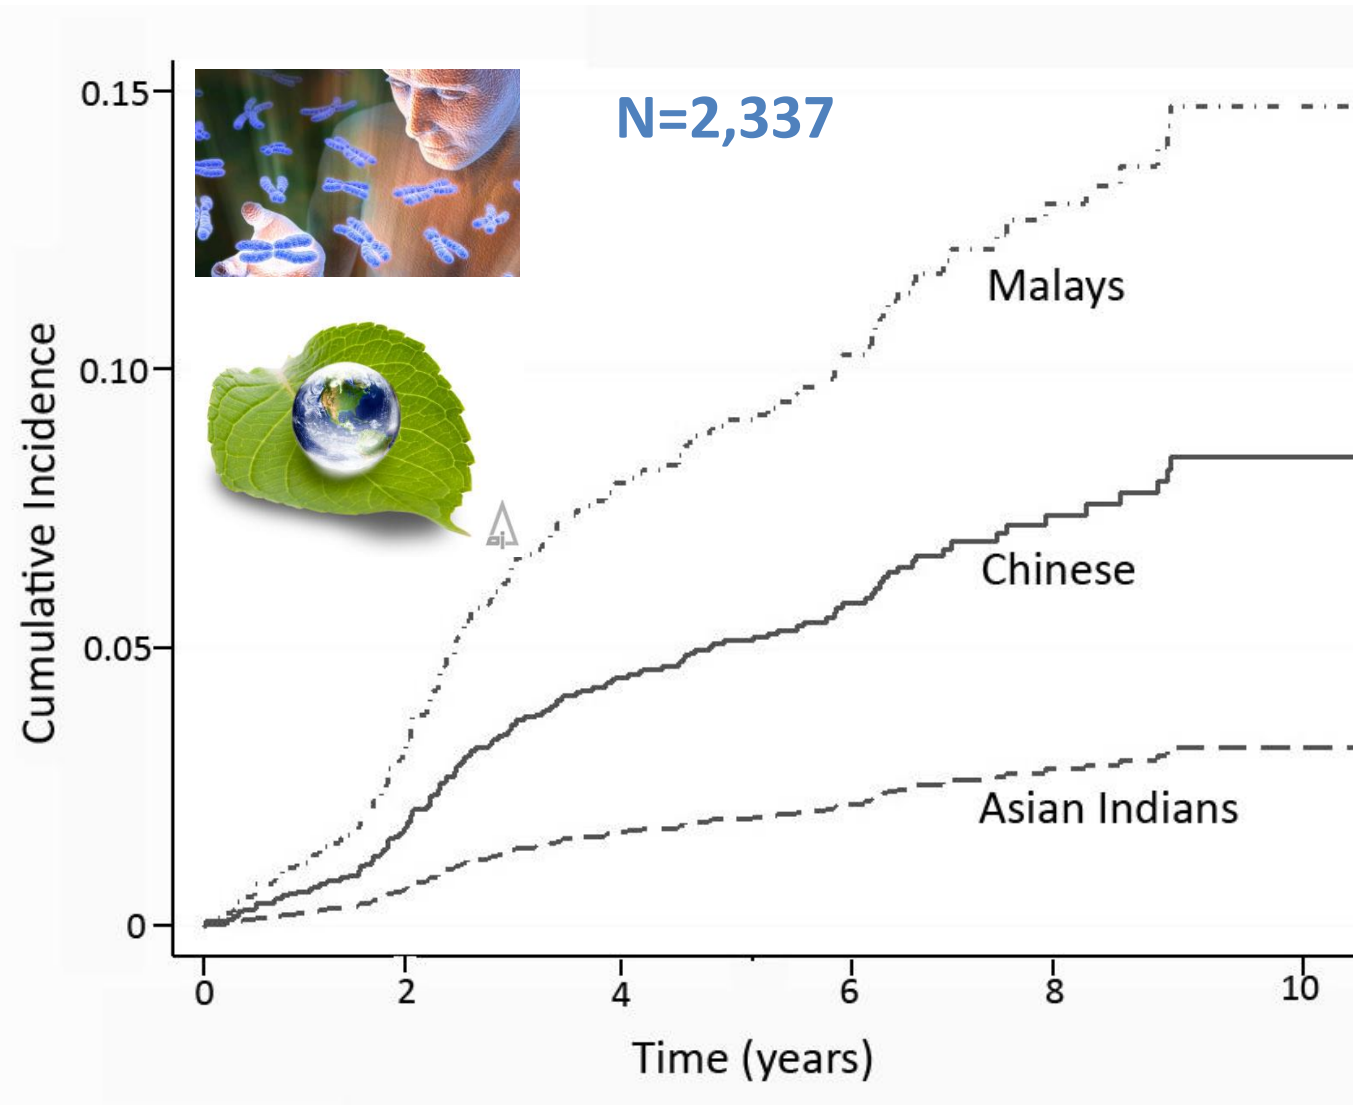 N=2,337
0.15
0.10
0.05
0
Cumulative Incidence
Malays
Chinese
Asian Indians
0 2 4 6 8 10
Time (years)